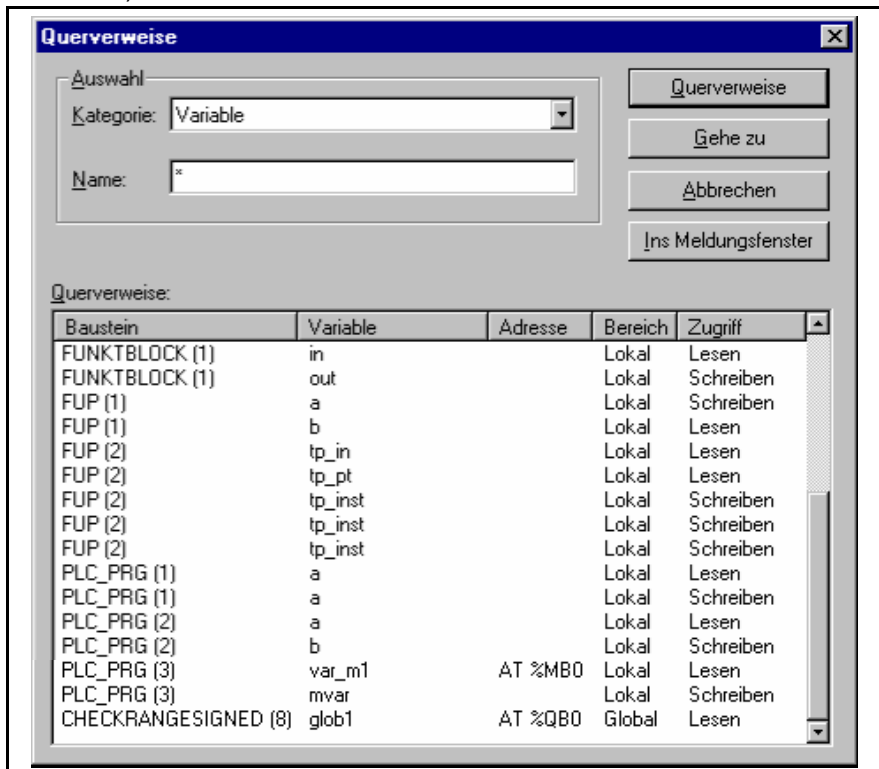 Querverweise
Auswahl
Kategorie: Variable
Name: *
Querverweise
Gehe zu
Abbrechen
Ins Meldungsfenster
Querverweise:
Baustein Variable Adresse Bereich Zugriff
FUNKTBLOCK (1) in Lokal Lesen
FUNKTBLOCK (1) out Lokal Schreiben
FUP (1) a Lokal Schreiben
FUP (1) b Lokal Lesen
FUP (2) tp_in Lokal Lesen
FUP (2) tp_pt Lokal Lesen
FUP (2) tp_inst Lokal Schreiben
FUP (2) tp_inst Lokal Schreiben
FUP (2) tp_inst Lokal Schreiben
PLC_PRG (1) a Lokal Lesen
PLC_PRG (1) a Lokal Schreiben
PLC_PRG (2) a Lokal Lesen
PLC_PRG (2) b Lokal Schreiben
PLC_PRG (3) var_m1 AT %MB0 Lokal Lesen
PLC_PRG (3) mvar Lokal Schreiben
CHECKRANGESIGNED (8) glob1 AT %QB0 Global Lesen